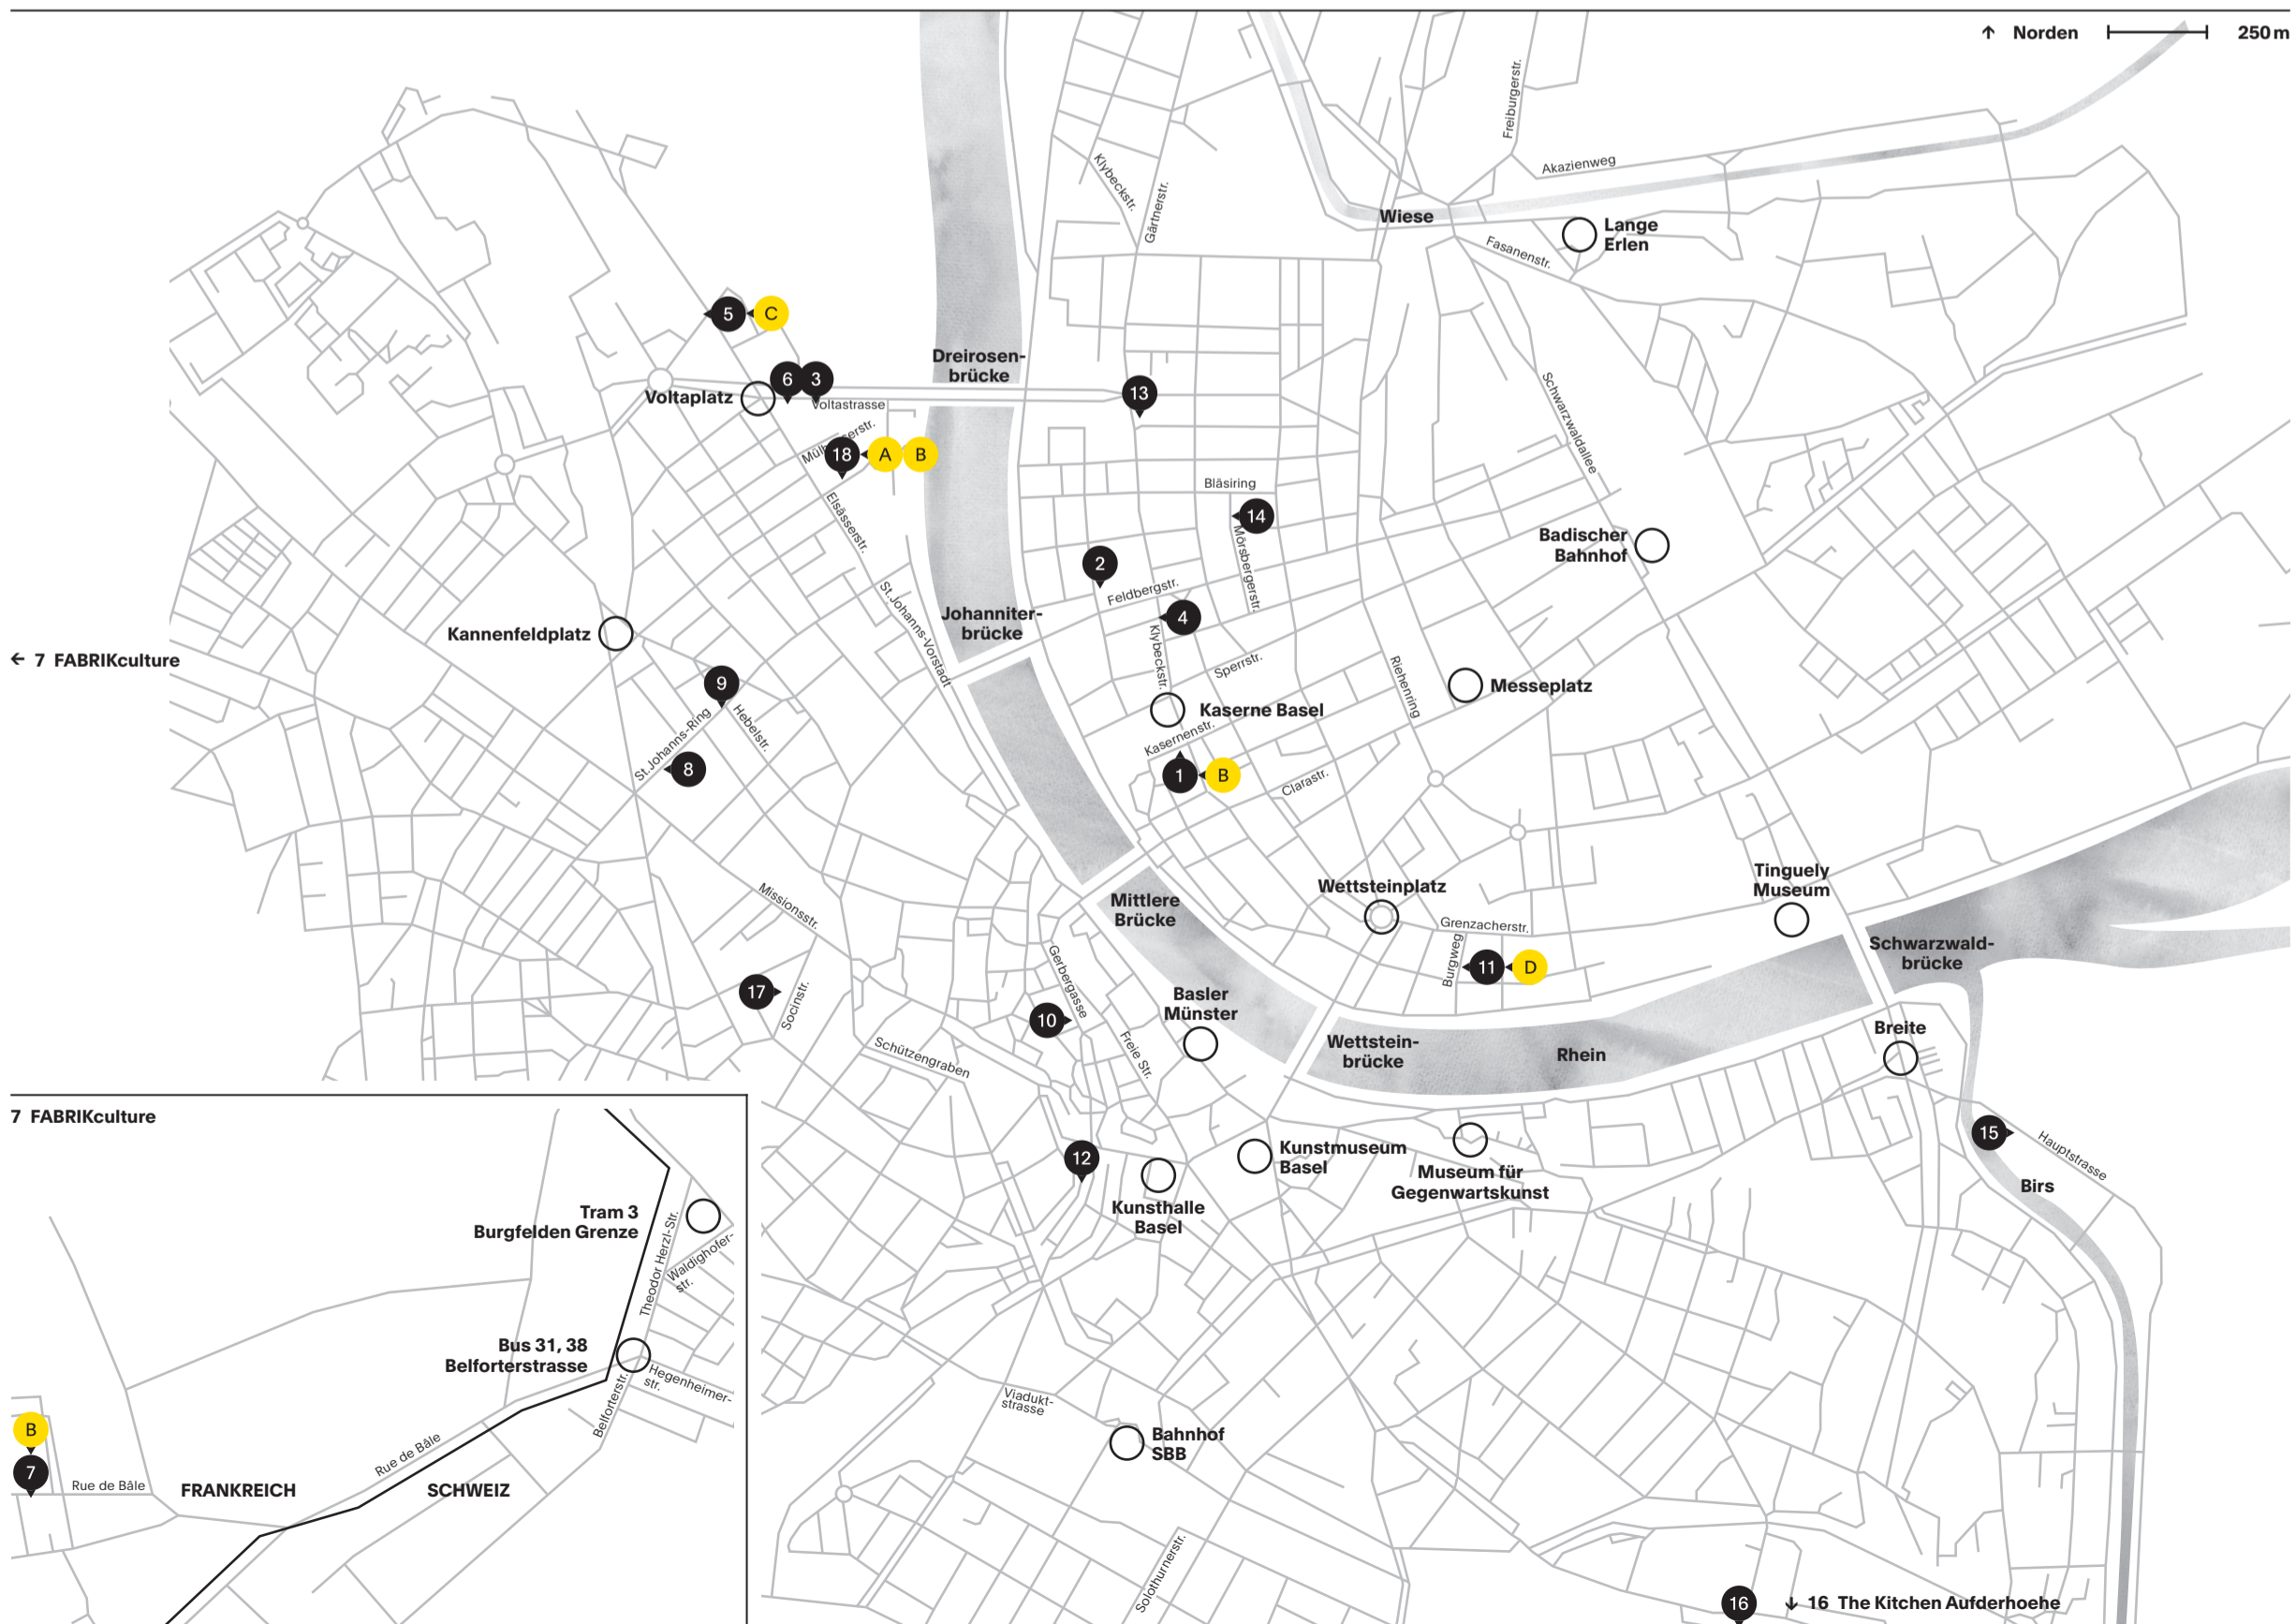 ↑ Norden 250 m
Freiburgerstr.
Akazienweg
Klybeckstr.
Gärtnerstr.
Wiese
Lange
Erlen
Fasanenstr.
5
C
Dreirosen-
brücke
6
3
Voltaplatz
Voltastrasse
13
Schwarzwaldallee
18
A
B
Elsässerstr.
Bläsiring
14
Mörsbergerstr.
Badischer
Bahnhof
2
Feldbergstr.
4
St.Johanns-Vorstadt
Johanniter-
brücke
Kannenfeldplatz
Klybeckstr.
Sperrstr.
Riehenring
Messeplatz
← 7 FABRIKculture
9
Hebelstr.
St.Johanns-Ring
8
Kaserne Basel
Kasernenstr.
1
B
Clarastr.
Missionsstr.
Mittlere
Brücke
Wettsteinplatz
Tinguely
Museum
Grenzacherstr.
Burgweg
11
D
Schwarzwald-
brücke
17
Socinstr.
Gerbergasse
10
Basler
Münster
Freie Str.
Schützengraben
Wettstein-
brücke
Rhein
Breite
15
Hauptstrasse
Birs
12
Kunsthalle
Basel
Kunstmuseum
Basel
Museum für
Gegenwartskunst
7 FABRIKculture
Tram 3
Burgfelden Grenze
Theodor Herzl-Str.
Waldighofer-
str.
Bus 31, 38
Belforterstrasse
Hegenheimer-
str.
Belforterstr.
B
7
Rue de Bâle
Rue de Bâle
FRANKREICH
SCHWEIZ
Viadukt-
strasse
Bahnhof
SBB
Solothurnerstr.
16
↓ 16 The Kitchen Aufderhoehe